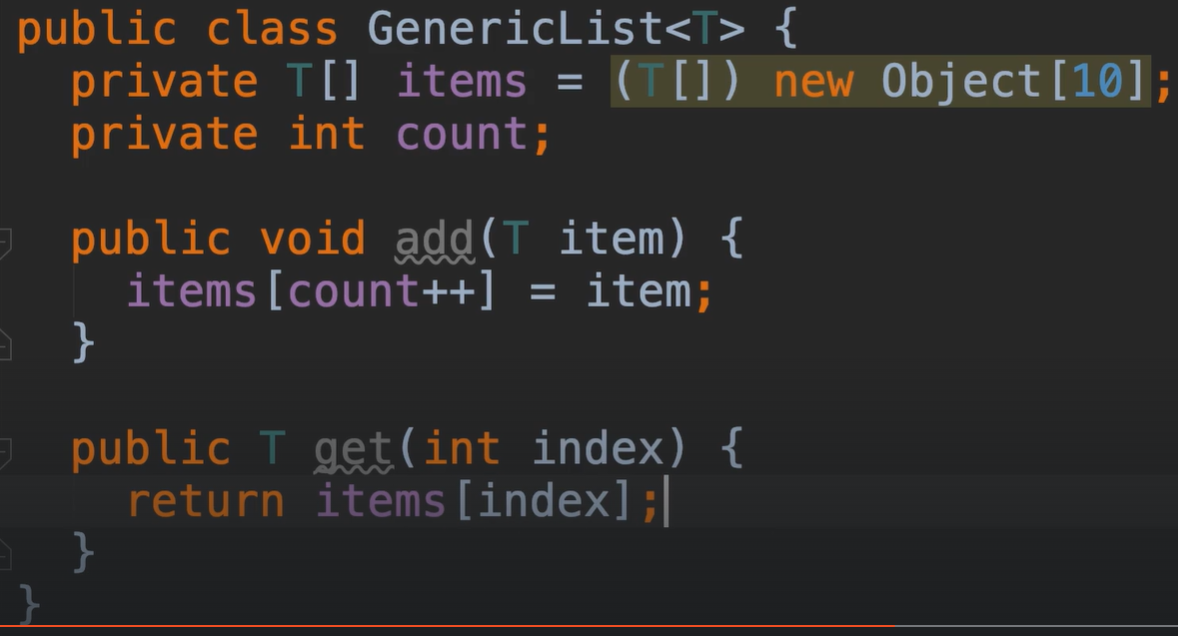 public class GenericList<T> {
private T[] items = (T[]) new Object[10];
private int count;
public void add(T item) {
items[count++] = item;
}
public T get(int index) {
return items[index];
}
}